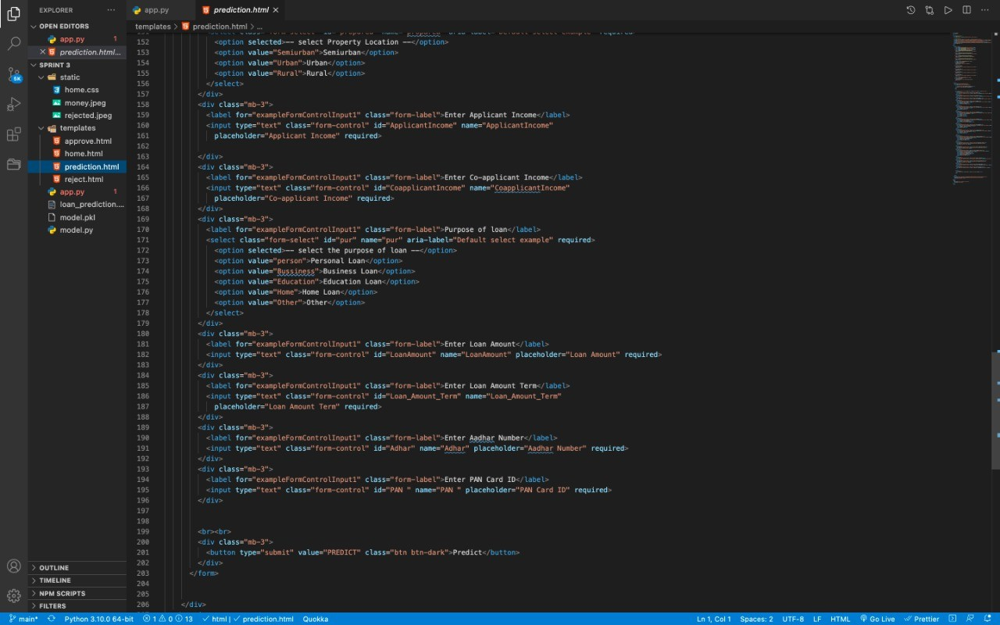 EXPLORER
OPEN EDITORS
app.py 1
prediction.html...
SPRINT 3
static
home.css
money.jpeg
rejected.jpeg
templates
approve.html
home.html
prediction.html
reject.html
app.py 1
loan_prediction....
model.pkl
model.py
OUTLINE
TIMELINE
NPM SCRIPTS
FILTERS
5K
app.py prediction.html
templates > prediction.html > ...
152 <option selected>-- select Property Location --</option>
153 <option value="Semiurban">Semiurban</option>
154 <option value="Urban">Urban</option>
155 <option value="Rural">Rural</option>
156 </select>
157 </div>
158 <div class="mb-3">
159 <label for="exampleFormControlInput1" class="form-label">Enter Applicant Income</label>
160 <input type="text" class="form-control" id="ApplicantIncome" name="ApplicantIncome"
161 placeholder="Applicant Income" required>
162
163 </div>
164 <div class="mb-3">
165 <label for="exampleFormControlInput1" class="form-label">Enter Co-applicant Income</label>
166 <input type="text" class="form-control" id="CoapplicantIncome" name="CoapplicantIncome"
167 placeholder="Co-applicant Income" required>
168 </div>
169 <div class="mb-3">
170 <label for="exampleFormControlInput1" class="form-label">Purpose of loan</label>
171 <select class="form-select" id="pur" name="pur" aria-label="Default select example" required>
172 <option selected>-- select the purpose of loan --</option>
173 <option value="person">Personal Loan</option>
174 <option value="Bussiness">Business Loan</option>
175 <option value="Education">Education Loan</option>
176 <option value="Home">Home Loan</option>
177 <option value="Other">Other</option>
178 </select>
179 </div>
180 <div class="mb-3">
181 <label for="exampleFormControlInput1" class="form-label">Enter Loan Amount</label>
182 <input type="text" class="form-control" id="LoanAmount" name="LoanAmount" placeholder="Loan Amount" required>
183 </div>
184 <div class="mb-3">
185 <label for="exampleFormControlInput1" class="form-label">Enter Loan Amount Term</label>
186 <input type="text" class="form-control" id="Loan_Amount_Term" name="Loan_Amount_Term"
187 placeholder="Loan Amount Term" required>
188 </div>
189 <div class="mb-3">
190 <label for="exampleFormControlInput1" class="form-label">Enter Aadhar Number</label>
191 <input type="text" class="form-control" id="Adhar" name="Adhar" placeholder="Aadhar Number" required>
192 </div>
193 <div class="mb-3">
194 <label for="exampleFormControlInput1" class="form-label">Enter PAN Card ID</label>
195 <input type="text" class="form-control" id="PAN " name="PAN " placeholder="PAN Card ID" required>
196 </div>
197
198
199 <br><br>
200 <div class="mb-3">
201 <button type="submit" value="PREDICT" class="btn btn-dark">Predict</button>
202 </div>
203 </form>
204
205
206 </div>
main* Python 3.10.0 64-bit 1 0 13 html | prediction.html Quokka Ln 1, Col 1 Spaces: 2 UTF-8 LF HTML Go Live Prettier